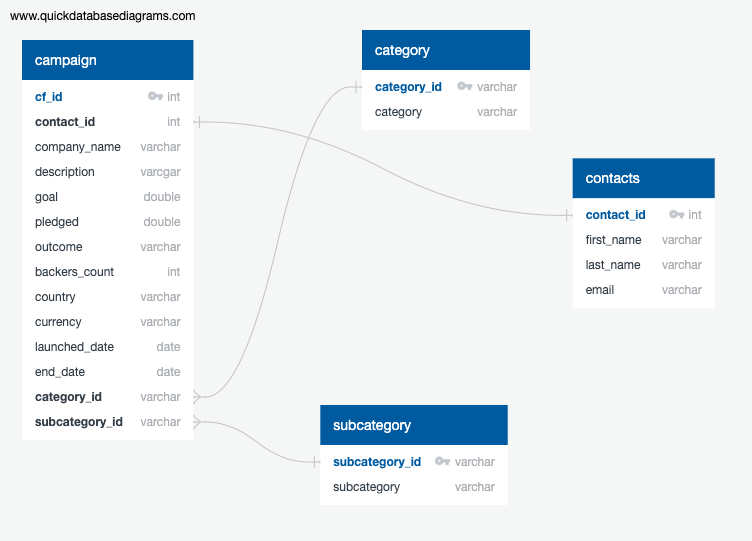 www.quickdatabasediagrams.com
campaign
cf_id int
contact_id int
company_name varchar
description varcgar
goal double
pledged double
outcome varchar
backers_count int
country varchar
currency varchar
launched_date date
end_date date
category_id varchar
subcategory_id varchar
category
category_id varchar
category varchar
contacts
contact_id int
first_name varchar
last_name varchar
email varchar
subcategory
subcategory_id varchar
subcategory varchar